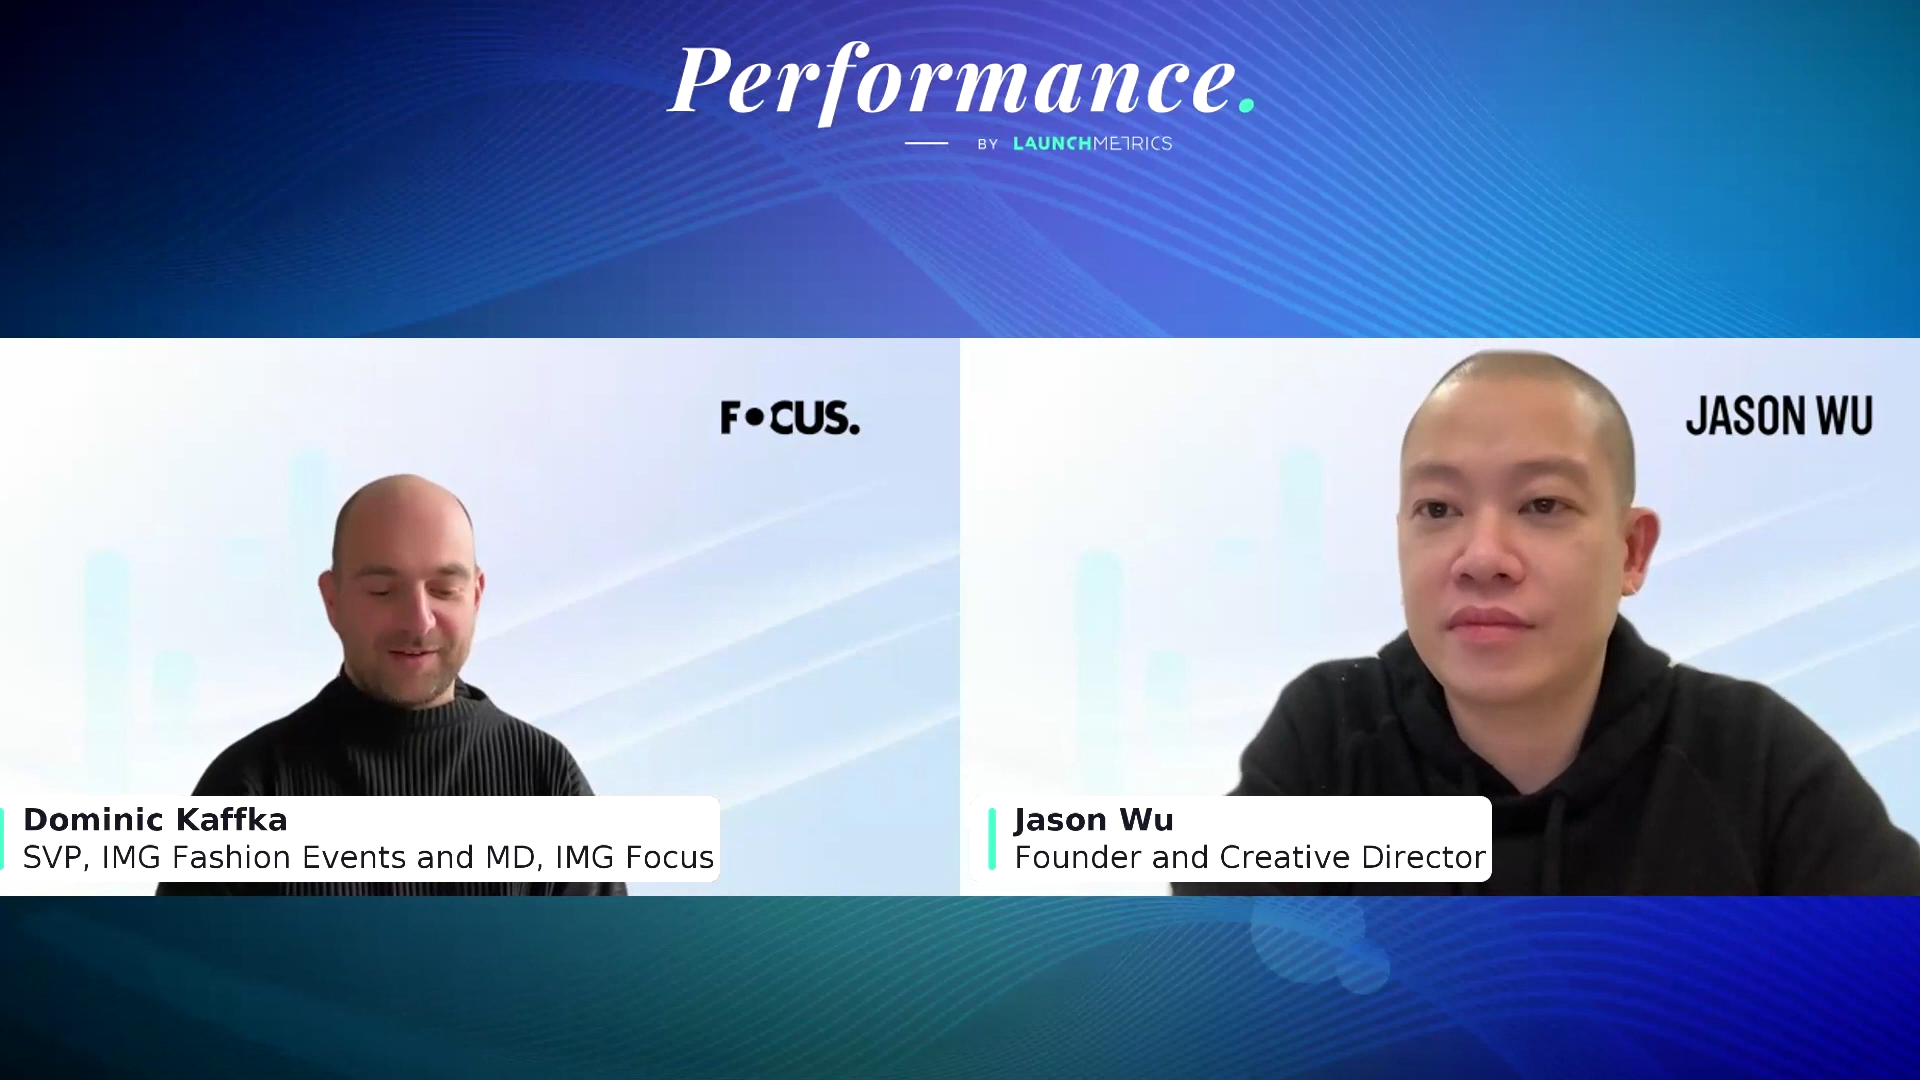 Performance.
BY LAUNCHMETRICS
F•CUS.
JASON WU
Dominic Kaffka
SVP, IMG Fashion Events and MD, IMG Focus
Jason Wu
Founder and Creative Director